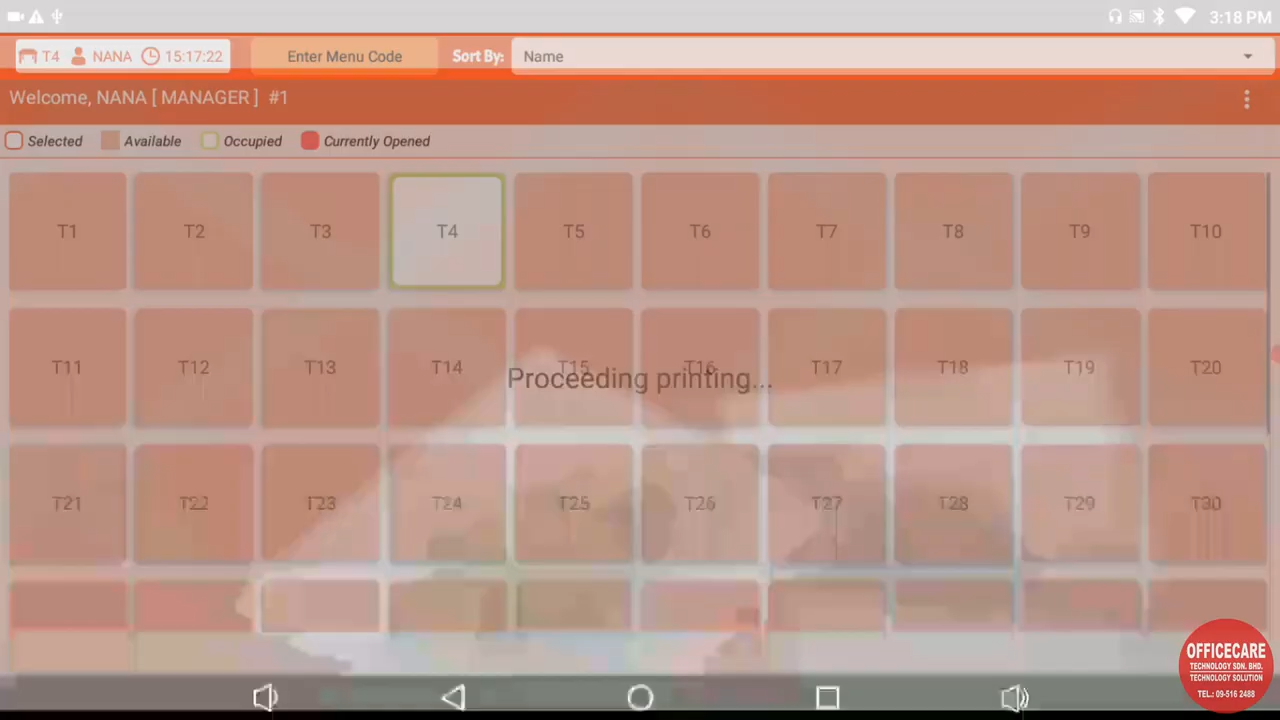 3:18 PM
T4 NANA 15:17:22 Enter Menu Code Sort By: Name
Welcome, NANA [ MANAGER ] #1
Selected Available Occupied Currently Opened
T1 T2 T3 T4 T5 T6 T7 T8 T9 T10
T11 T12 T13 T14 T15 T16 T17 T18 T19 T20
Proceeding printing...
T21 T22 T23 T24 T25 T26 T27 T28 T29 T30
OFFICECARE
TECHNOLOGY SDN. BHD.
TECHNOLOGY SOLUTION
TEL.: 09-516 2488